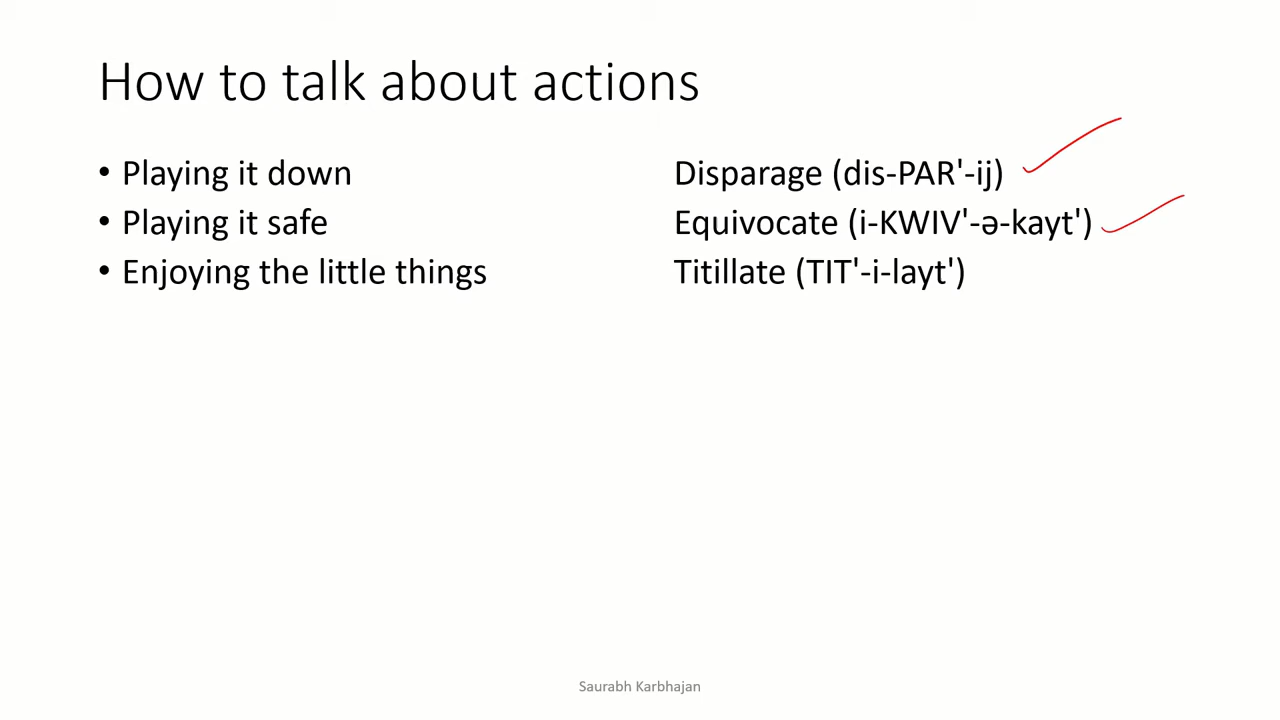 How to talk about actions
• Playing it down Disparage (dis-PAR'-ij)
• Playing it safe Equivocate (i-KWIV'-ə-kayt')
• Enjoying the little things Titillate (TIT'-i-layt')
Saurabh Karbhajan